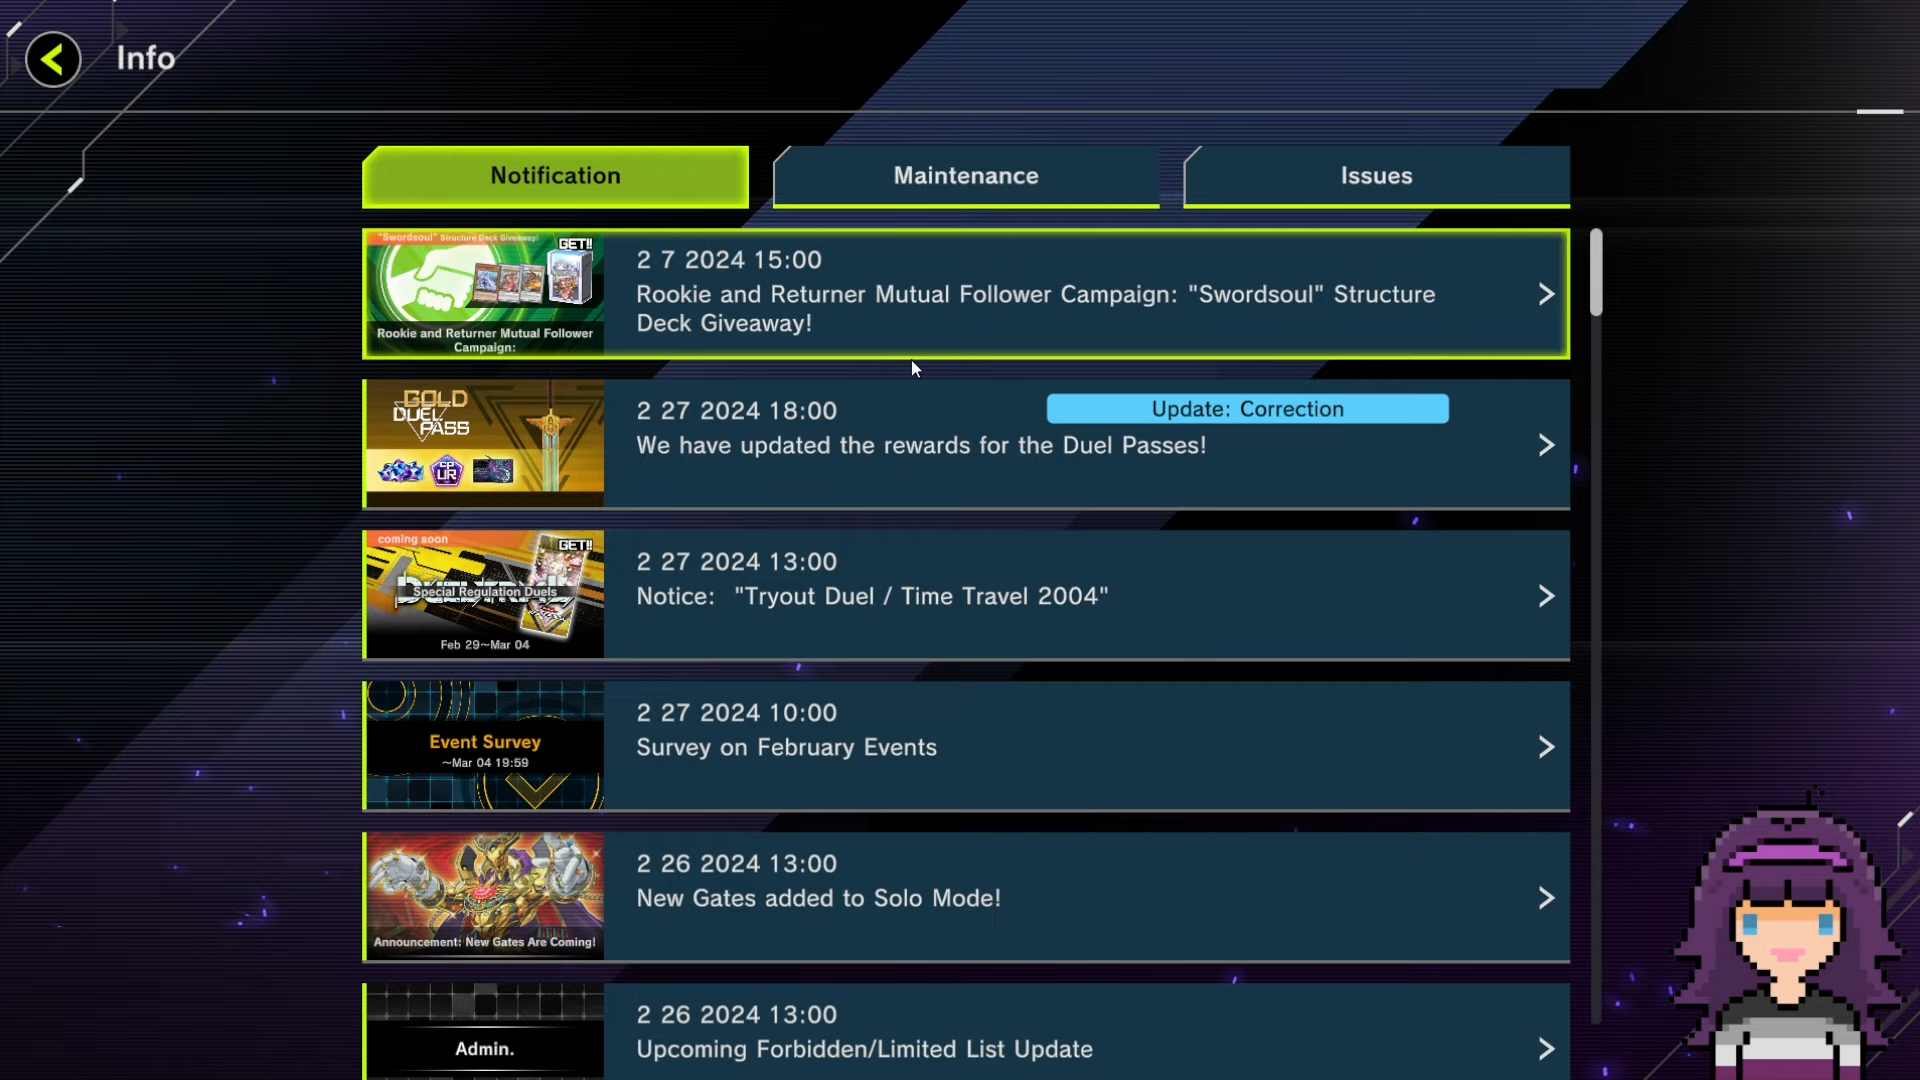 Info
Notification
Maintenance
Issues
"Swordsoul" Structure Deck Giveaway!
GET!!
Rookie and Returner Mutual Follower
Campaign:
2 7 2024 15:00
Rookie and Returner Mutual Follower Campaign: "Swordsoul" Structure
Deck Giveaway!
GOLD
DUEL
PASS
CP
UR
2 27 2024 18:00
Update: Correction
We have updated the rewards for the Duel Passes!
coming soon
GET!!
Special Regulation Duels
Feb 29~Mar 04
2 27 2024 13:00
Notice: "Tryout Duel / Time Travel 2004"
Event Survey
~Mar 04 19:59
2 27 2024 10:00
Survey on February Events
Announcement: New Gates Are Coming!
2 26 2024 13:00
New Gates added to Solo Mode!
Admin.
2 26 2024 13:00
Upcoming Forbidden/Limited List Update